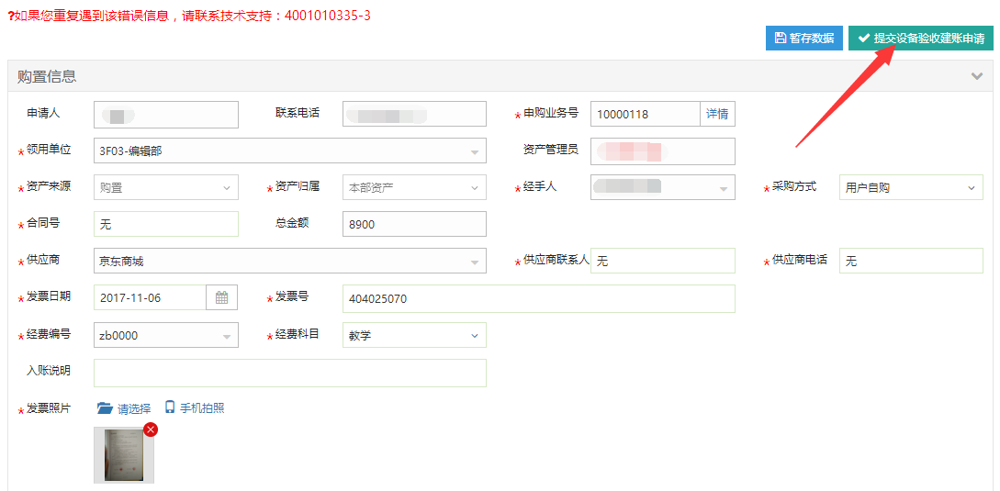 ?如果您重复遇到该错误信息，请联系技术支持：4001010335-3
暂存数据 提交设备验收建账申请
购置信息
申请人 联系电话 *申购业务号 10000118 详情
*领用单位 3F03-编辑部 资产管理员
*资产来源 购置 *资产归属 本部资产 *经手人 *采购方式 用户自购
*合同号 无 总金额 8900
*供应商 京东商城 *供应商联系人 无 *供应商电话 无
*发票日期 2017-11-06 *发票号 404025070
*经费编号 zb0000 *经费科目 教学
入账说明
*发票照片 请选择 手机拍照